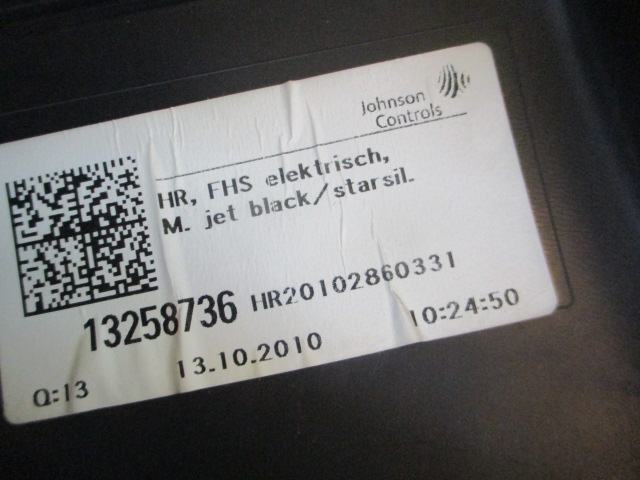 Johnson
Controls
HR, FHS elektrisch,
M. jet black/starsil.
13258736 HR20102860331
Q:13 13.10.2010 10:24:50